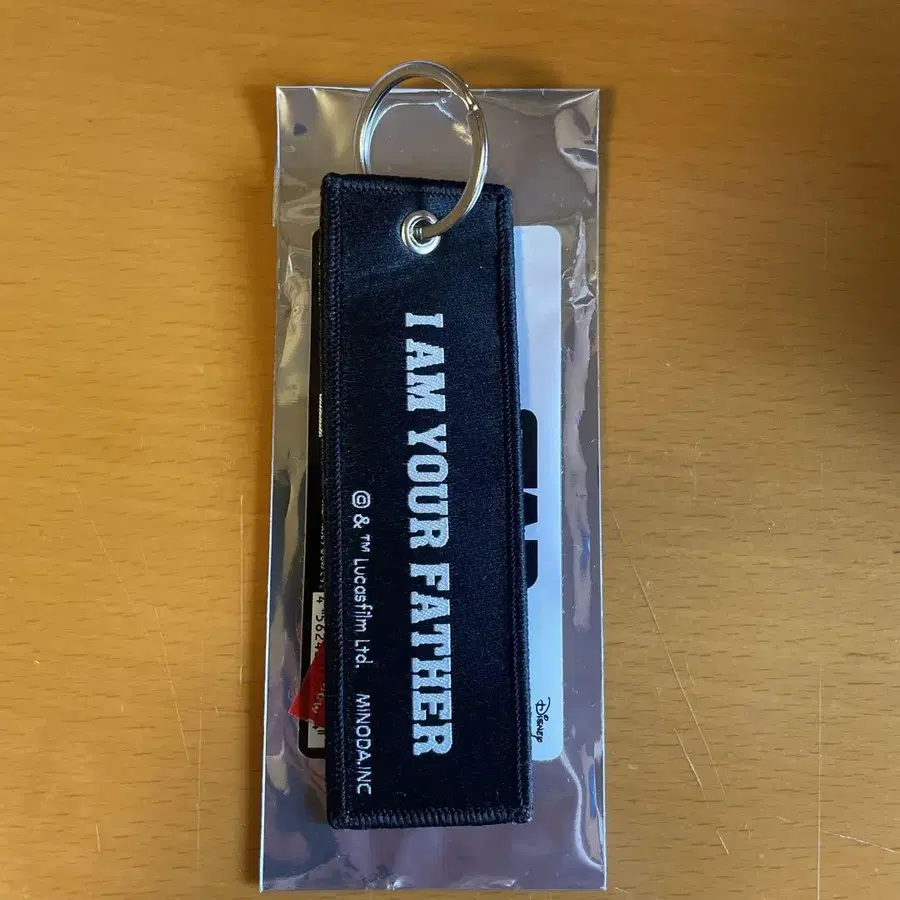 I AM YOUR FATHER
© & ™ Lucasfilm Ltd. MINODA.INC
Disney